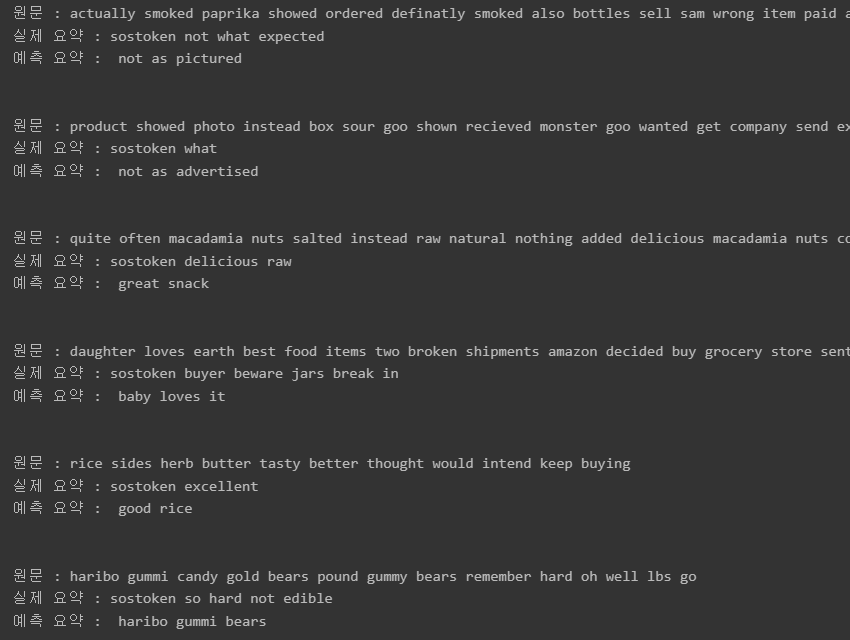 원문 : actually smoked paprika showed ordered definatly smoked also bottles sell sam wrong item paid
실제 요약 : sostoken not what expected
예측 요약 :  not as pictured
원문 : product showed photo instead box sour goo shown recieved monster goo wanted get company send ex
실제 요약 : sostoken what
예측 요약 :  not as advertised
원문 : quite often macadamia nuts salted instead raw natural nothing added delicious macadamia nuts co
실제 요약 : sostoken delicious raw
예측 요약 :  great snack
원문 : daughter loves earth best food items two broken shipments amazon decided buy grocery store sent
실제 요약 : sostoken buyer beware jars break in
예측 요약 :  baby loves it
원문 : rice sides herb butter tasty better thought would intend keep buying
실제 요약 : sostoken excellent
예측 요약 :  good rice
원문 : haribo gummi candy gold bears pound gummy bears remember hard oh well lbs go
실제 요약 : sostoken so hard not edible
예측 요약 :  haribo gummi bears